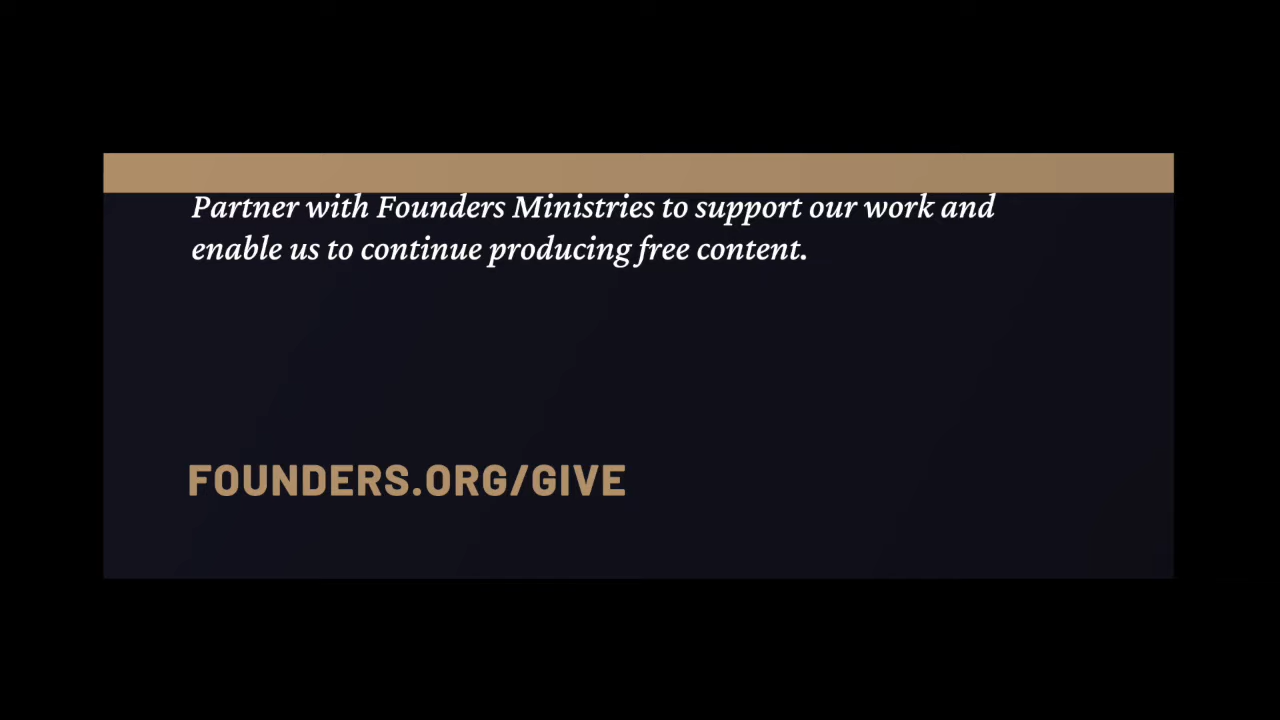 Partner with Founders Ministries to support our work and
enable us to continue producing free content.
FOUNDERS.ORG/GIVE